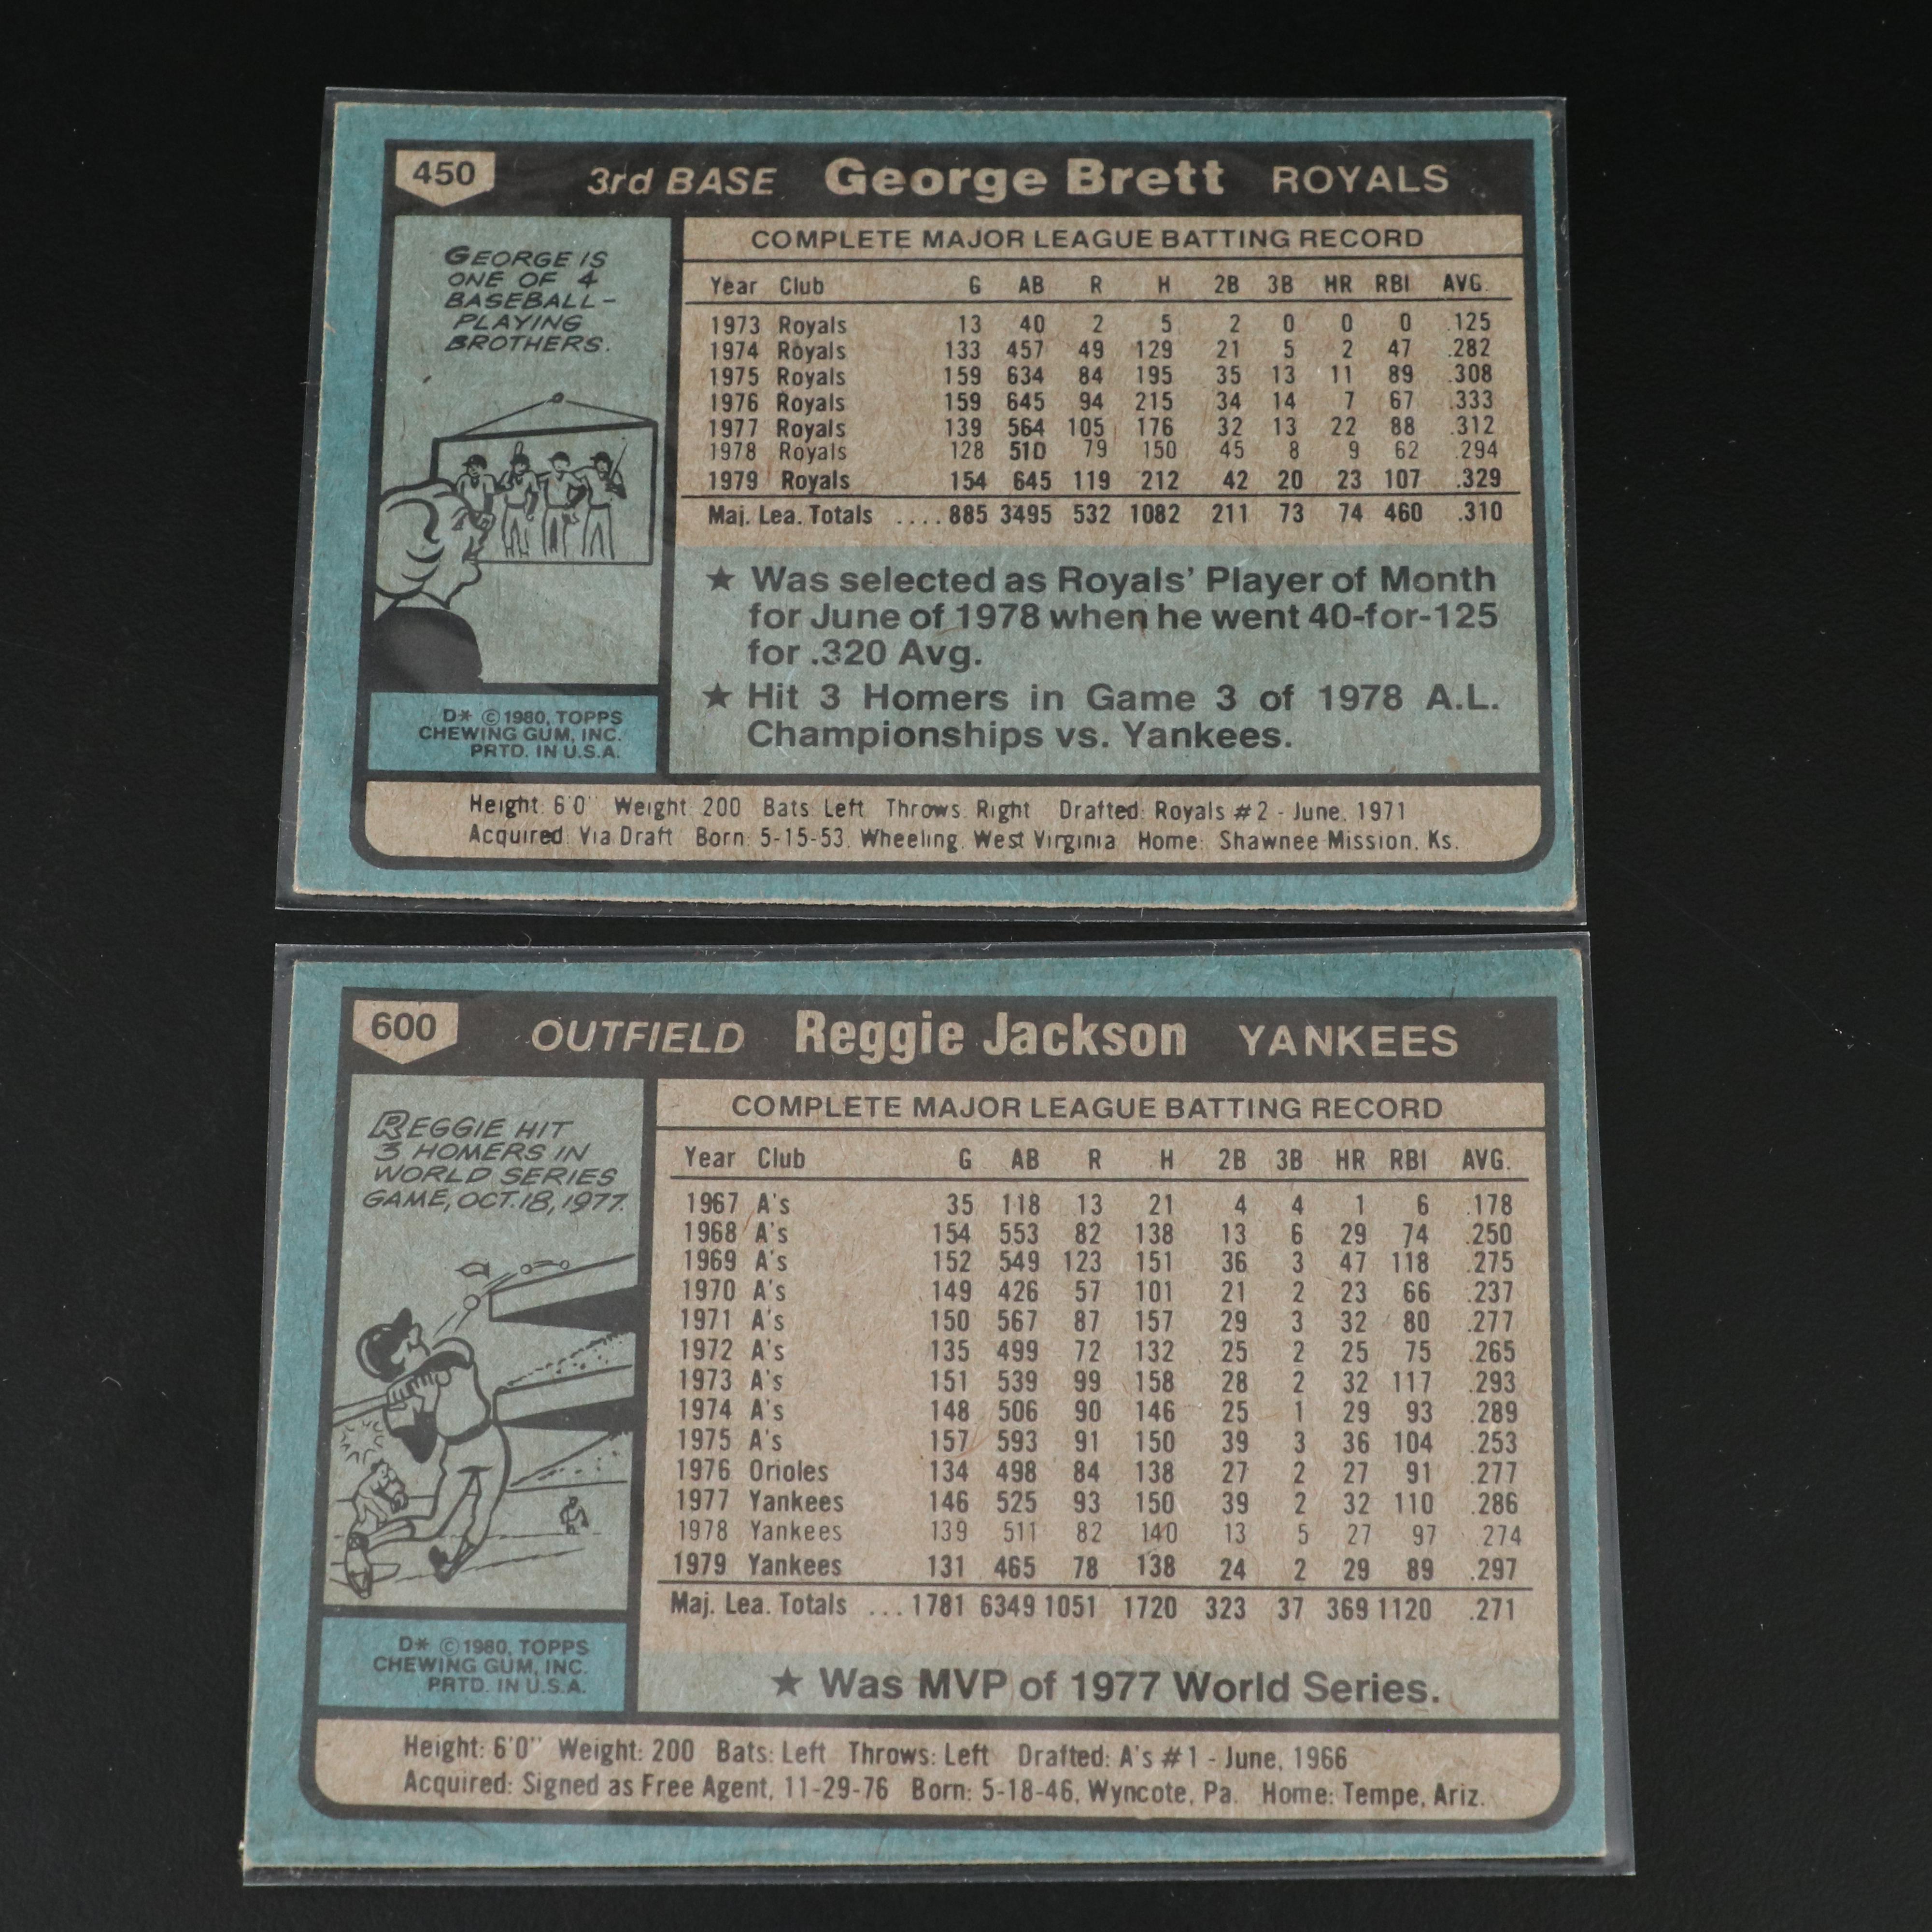 450 3rd BASE George Brett ROYALS
GEORGE IS
ONE OF 4
BASEBALL-
PLAYING
BROTHERS.
D* © 1980, TOPPS
CHEWING GUM, INC.
PRTD. IN U.S.A.
COMPLETE MAJOR LEAGUE BATTING RECORD
Year Club G AB R H 2B 3B HR RBI AVG.
1973 Royals 13 40 2 5 2 0 0 0 .125
1974 Royals 133 457 49 129 21 5 2 47 .282
1975 Royals 159 634 84 195 35 13 11 89 .308
1976 Royals 159 645 94 215 34 14 7 67 .333
1977 Royals 139 564 105 176 32 13 22 88 .312
1978 Royals 128 510 79 150 45 8 9 62 .294
1979 Royals 154 645 119 212 42 20 23 107 .329
Maj. Lea. Totals .... 885 3495 532 1082 211 73 74 460 .310
★ Was selected as Royals' Player of Month
for June of 1978 when he went 40-for-125
for .320 Avg.
★ Hit 3 Homers in Game 3 of 1978 A.L.
Championships vs. Yankees.
Height: 6'0" Weight: 200 Bats: Left Throws: Right Drafted: Royals #2 - June, 1971
Acquired: Via Draft Born: 5-15-53, Wheeling, West Virginia Home: Shawnee Mission, Ks.
600 OUTFIELD Reggie Jackson YANKEES
REGGIE HIT
3 HOMERS IN
WORLD SERIES
GAME, OCT. 18, 1977.
D* © 1980, TOPPS
CHEWING GUM, INC.
PRTD. IN U.S.A.
COMPLETE MAJOR LEAGUE BATTING RECORD
Year Club G AB R H 2B 3B HR RBI AVG.
1967 A's 35 118 13 21 4 4 1 6 .178
1968 A's 154 553 82 138 13 6 29 74 .250
1969 A's 152 549 123 151 36 3 47 118 .275
1970 A's 149 426 57 101 21 2 23 66 .237
1971 A's 150 567 87 157 29 3 32 80 .277
1972 A's 135 499 72 132 25 2 25 75 .265
1973 A's 151 539 99 158 28 2 32 117 .293
1974 A's 148 506 90 146 25 1 29 93 .289
1975 A's 157 593 91 150 39 3 36 104 .253
1976 Orioles 134 498 84 138 27 2 27 91 .277
1977 Yankees 146 525 93 150 39 2 32 110 .286
1978 Yankees 139 511 82 140 13 5 27 97 .274
1979 Yankees 131 465 78 138 24 2 29 89 .297
Maj. Lea. Totals ... 1781 6349 1051 1720 323 37 369 1120 .271
★ Was MVP of 1977 World Series.
Height: 6'0" Weight: 200 Bats: Left Throws: Left Drafted: A's #1 - June, 1966
Acquired: Signed as Free Agent, 11-29-76 Born: 5-18-46, Wyncote, Pa. Home: Tempe, Ariz.